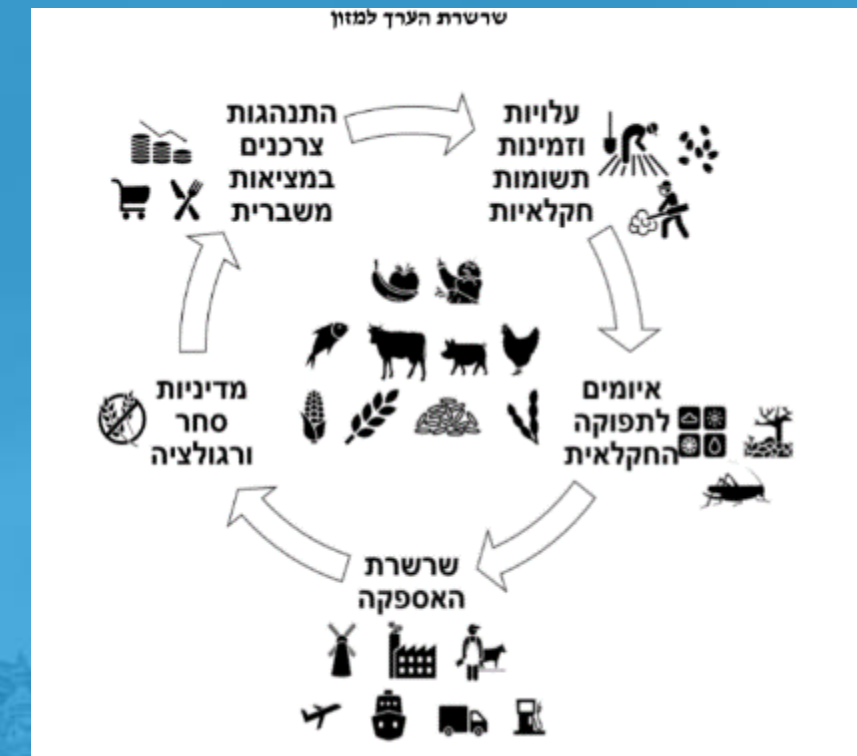 שרשרת הערך למזון
עלויות
וזמינות
תשומות
חקלאיות
איומים
לתפוקה
החקלאית
שרשרת
האספקה
מדיניות
סחר
ורגולציה
התנהגות
צרכנים
במציאות
משברית